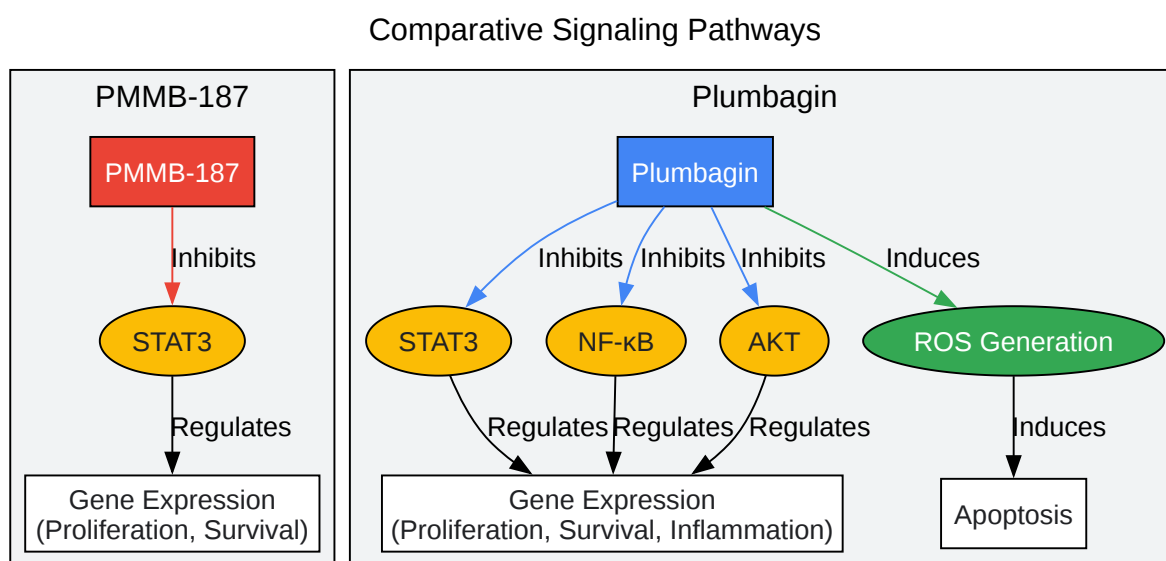 Comparative Signaling Pathways
PMMB-187
PMMB-187
Inhibits
STAT3
Regulates
Gene Expression
(Proliferation, Survival)
Plumbagin
Plumbagin
Inhibits
Inhibits
Inhibits
Induces
STAT3
NF-κB
AKT
ROS Generation
Regulates
Regulates
Regulates
Induces
Gene Expression
(Proliferation, Survival, Inflammation)
Apoptosis